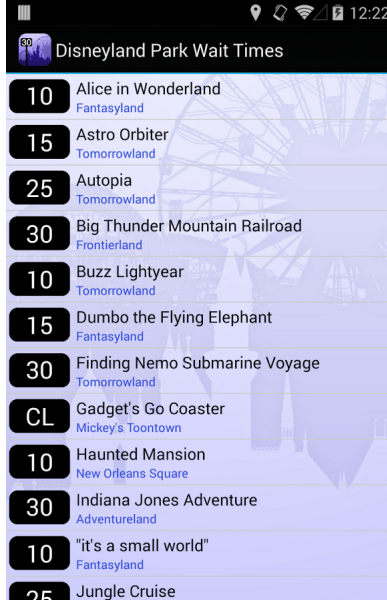 12:22
30
Disneyland Park Wait Times
10
Alice in Wonderland
Fantasyland
15
Astro Orbiter
Tomorrowland
25
Autopia
Tomorrowland
30
Big Thunder Mountain Railroad
Frontierland
10
Buzz Lightyear
Tomorrowland
15
Dumbo the Flying Elephant
Fantasyland
30
Finding Nemo Submarine Voyage
Tomorrowland
CL
Gadget's Go Coaster
Mickey's Toontown
10
Haunted Mansion
New Orleans Square
30
Indiana Jones Adventure
Adventureland
10
"it's a small world"
Fantasyland
25
Jungle Cruise